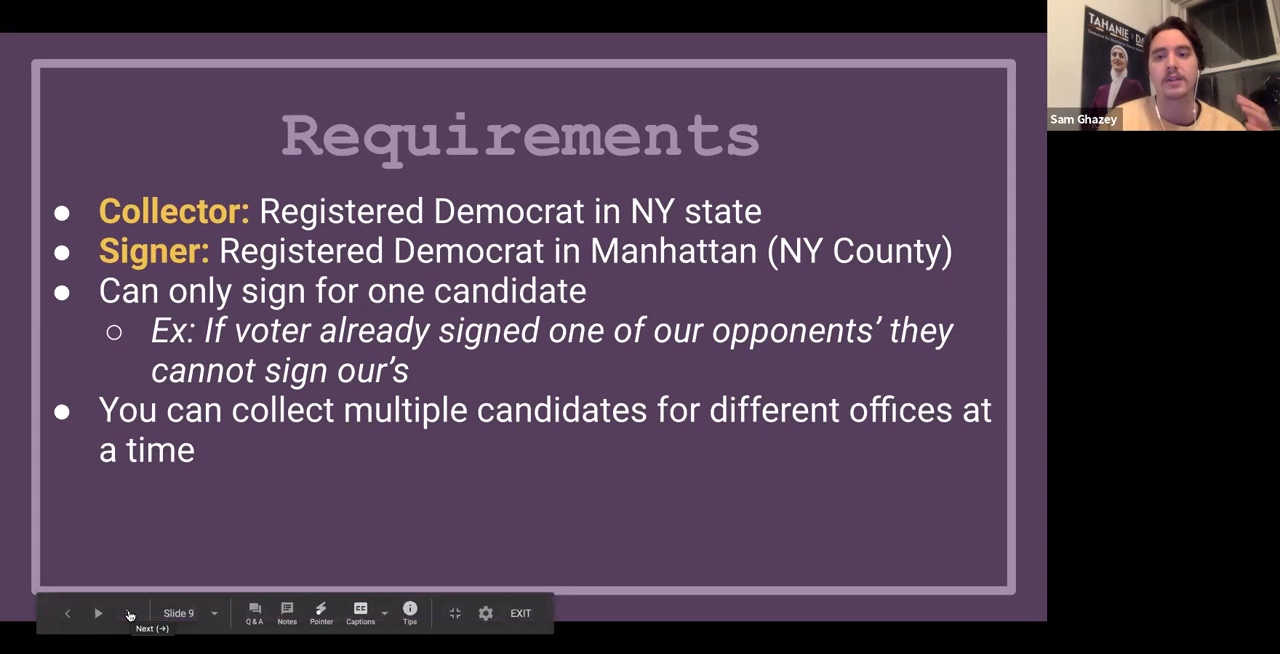 Requirements
● Collector: Registered Democrat in NY state
● Signer: Registered Democrat in Manhattan (NY County)
● Can only sign for one candidate
○ Ex: If voter already signed one of our opponents’ they
cannot sign our’s
● You can collect multiple candidates for different offices at
a time
TAHANIE
Sam Ghazey
Slide 9
Q & A
Notes
Pointer
CC
Captions
Tips
EXIT
Next (→)